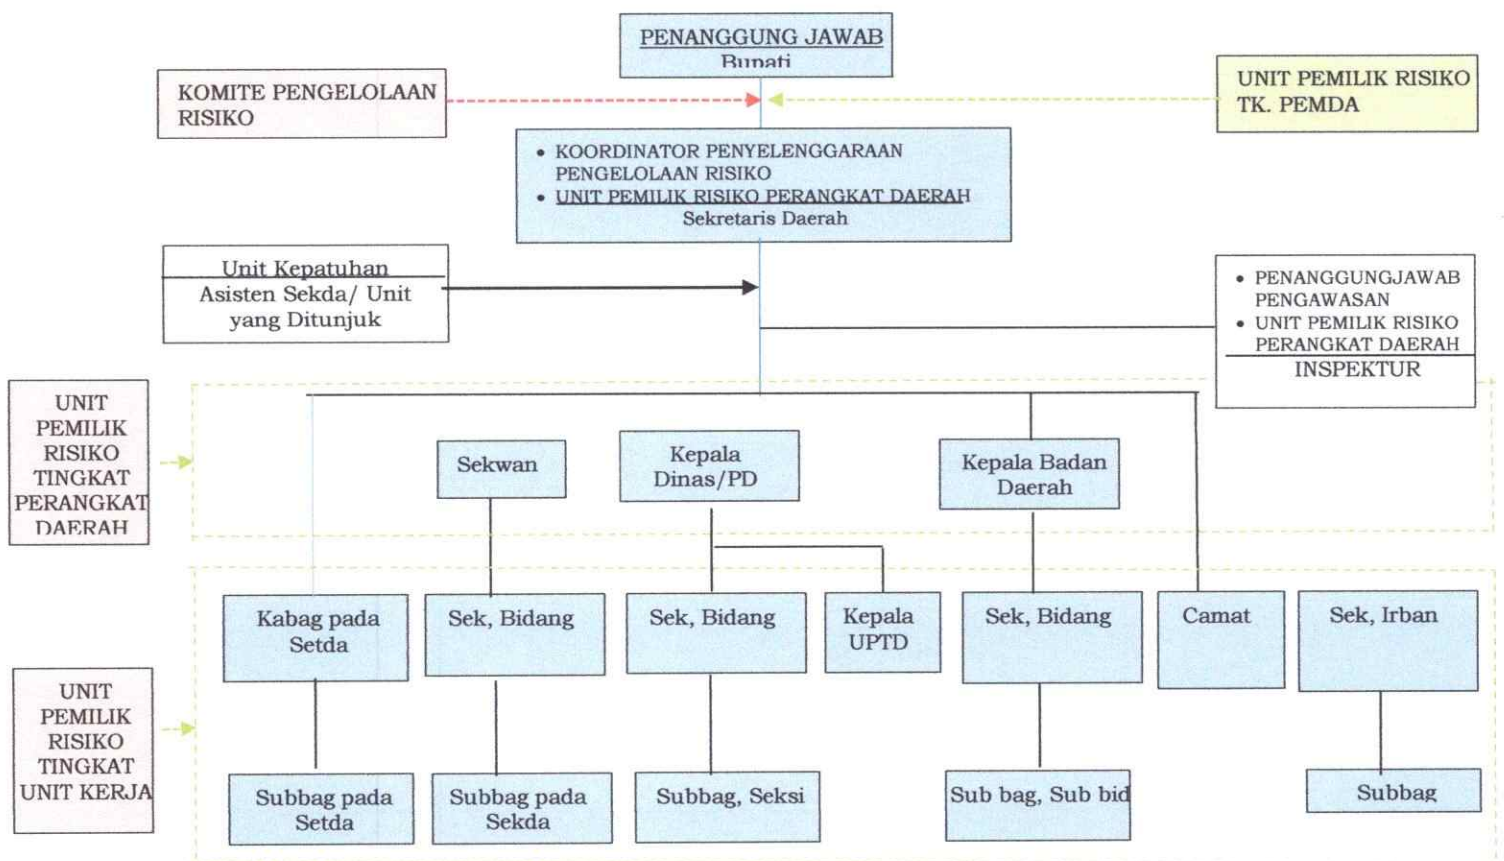 PENANGGUNG JAWAB
Bupati
KOMITE PENGELOLAAN
RISIKO
UNIT PEMILIK RISIKO
TK. PEMDA
• KOORDINATOR PENYELENGGARAAN
PENGELOLAAN RISIKO
• UNIT PEMILIK RISIKO PERANGKAT DAERAH
Sekretaris Daerah
Unit Kepatuhan
Asisten Sekda/ Unit
yang Ditunjuk
• PENANGGUNGJAWAB
PENGAWASAN
• UNIT PEMILIK RISIKO
PERANGKAT DAERAH
INSPEKTUR
UNIT
PEMILIK
RISIKO
TINGKAT
PERANGKAT
DAERAH
Sekwan
Kepala
Dinas/PD
Kepala Badan
Daerah
Kabag pada
Setda
Sek, Bidang
Sek, Bidang
Kepala
UPTD
Sek, Bidang
Camat
Sek, Irban
UNIT
PEMILIK
RISIKO
TINGKAT
UNIT KERJA
Subbag pada
Setda
Subbag pada
Sekda
Subbag, Seksi
Sub bag, Sub bid
Subbag